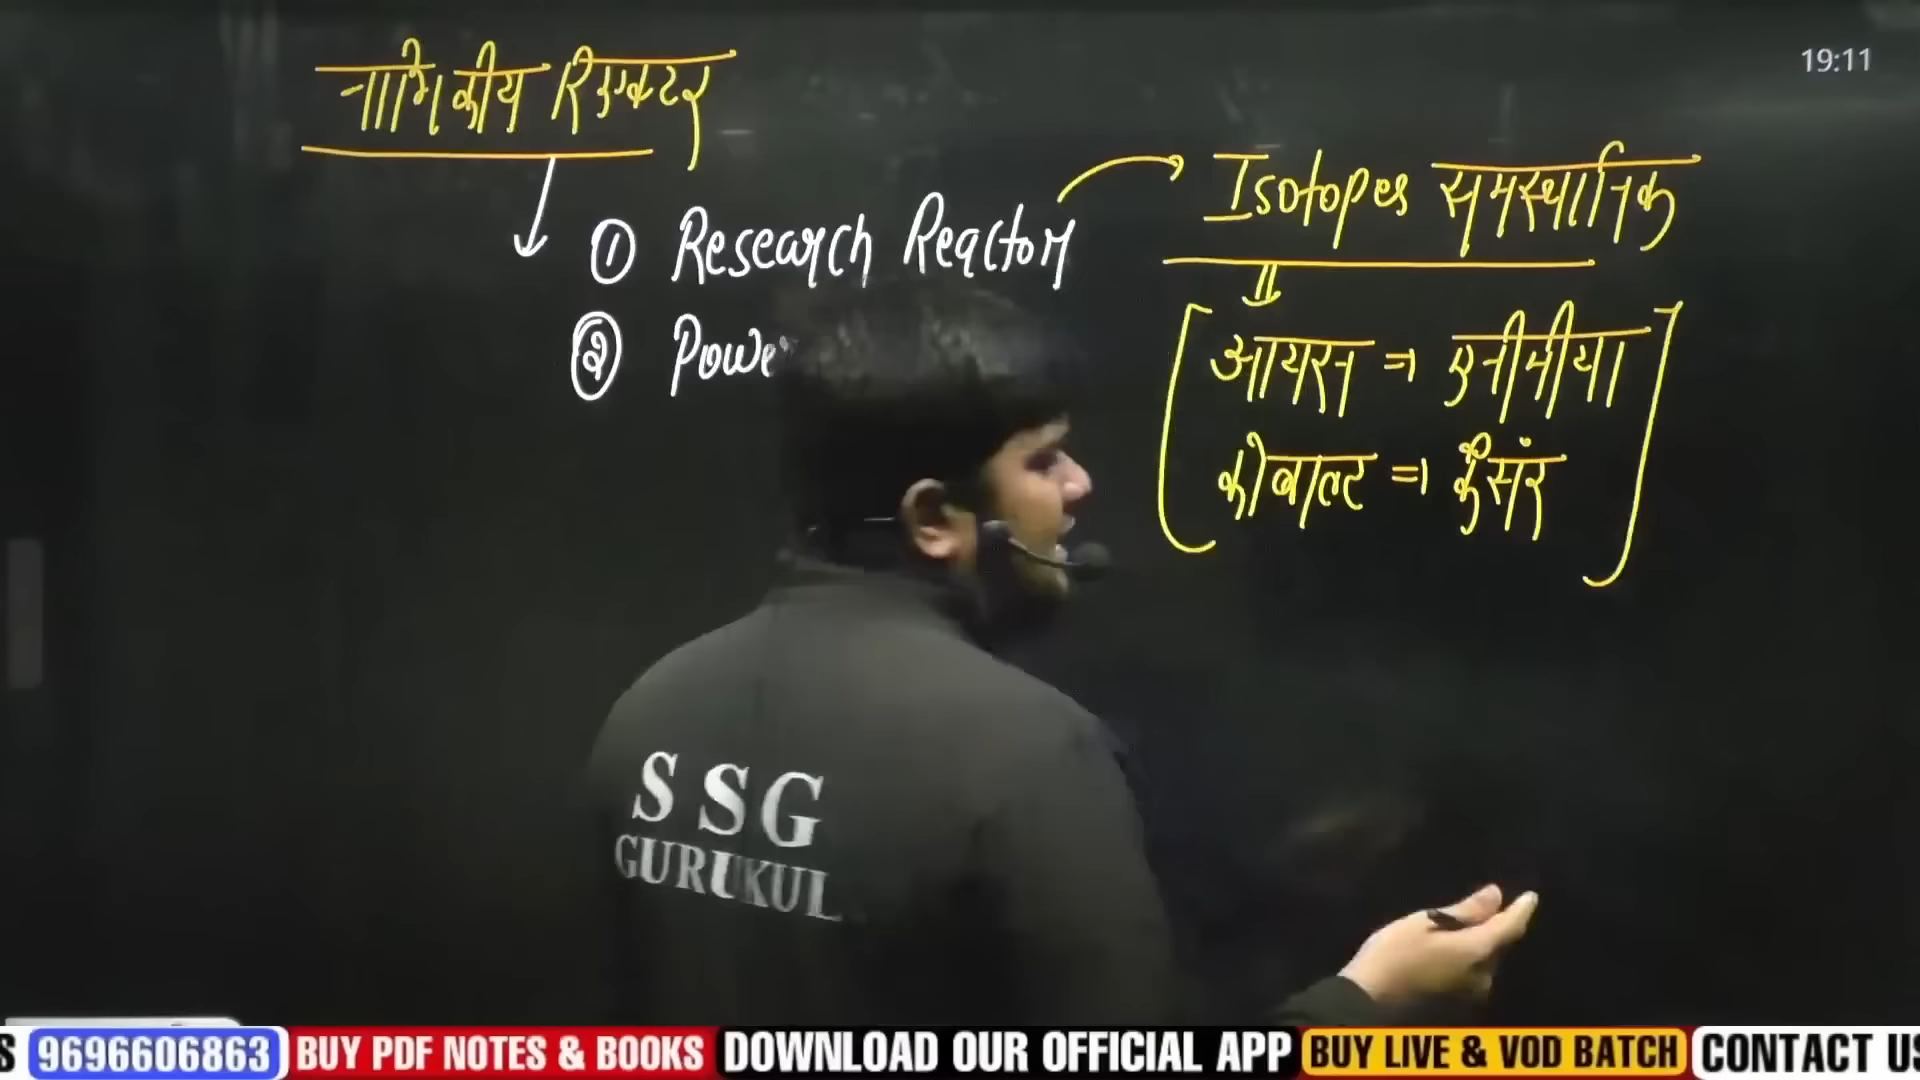 19:11
नाभिकीय रिएक्टर
Isotopes समस्थानिक
① Research Reactor
② Powe
आयरन ⇒ एनीमीया
कोबाल्ट ⇒ कैंसर
SSG
GURUKUL
S 9696606863 BUY PDF NOTES & BOOKS DOWNLOAD OUR OFFICIAL APP BUY LIVE & VOD BATCH CONTACT US